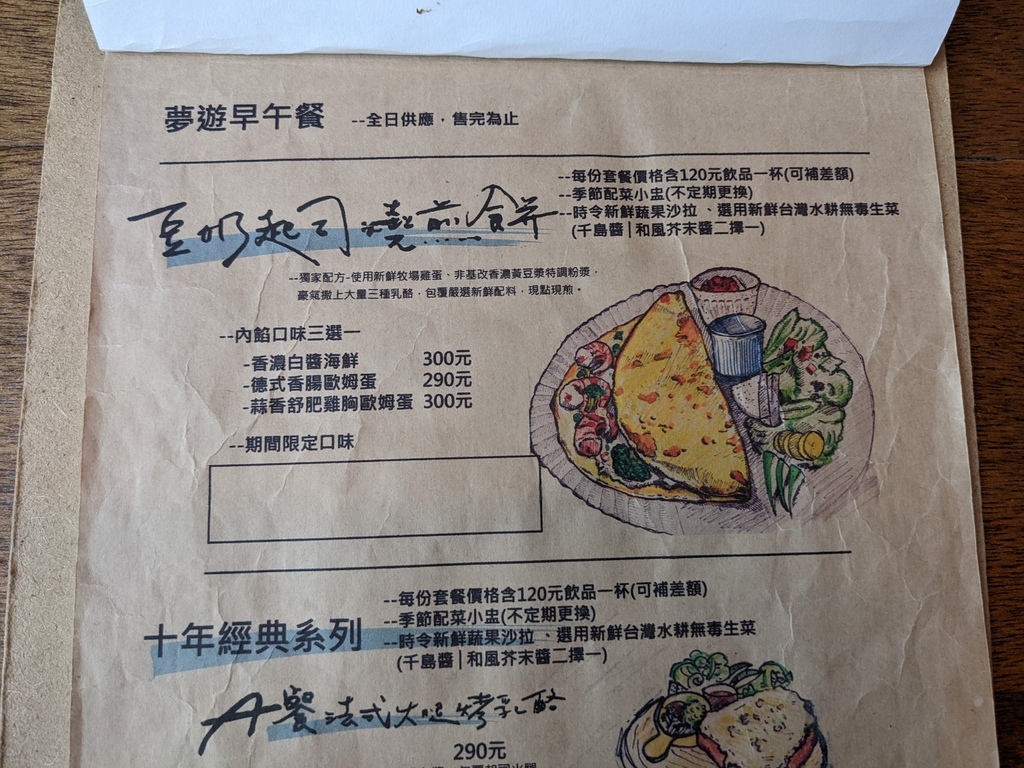 夢遊早午餐 --全日供應．售完為止
--每份套餐價格含120元飲品一杯(可補差額)
--季節配菜小盅(不定期更換)
--時令新鮮蔬果沙拉、選用新鮮台灣水耕無毒生菜
(千島醬|和風芥末醬二擇一)
豆奶起司燒煎餅
--獨家配方-使用新鮮牧場雞蛋、非基改香濃黃豆漿特調粉漿，
豪氣撒上大量三種乳酪，包覆嚴選新鮮配料，現點現煎。
--內餡口味三選一
-香濃白醬海鮮 300元
-德式香腸歐姆蛋 290元
-蒜香舒肥雞胸歐姆蛋 300元
--期間限定口味
--每份套餐價格含120元飲品一杯(可補差額)
--季節配菜小盅(不定期更換)
十年經典系列
--時令新鮮蔬果沙拉、選用新鮮台灣水耕無毒生菜
(千島醬|和風芥末醬二擇一)
A餐 法式火腿烤乳酪
290元